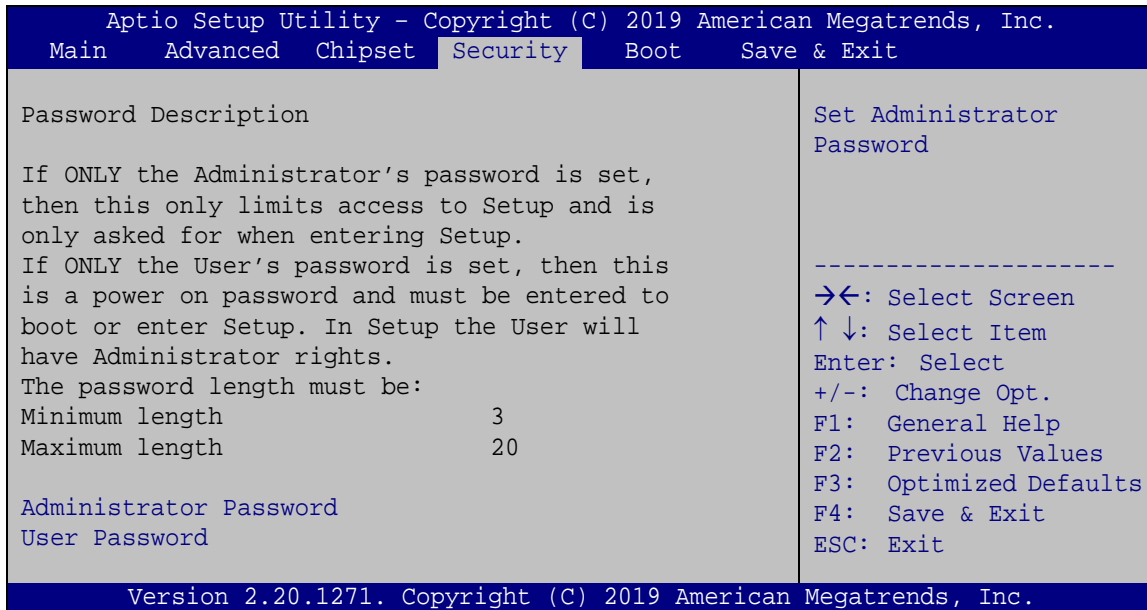 Aptio Setup Utility – Copyright (C) 2019 American Megatrends, Inc.
Main Advanced Chipset Security Boot Save & Exit
Password Description
If ONLY the Administrator’s password is set,
then this only limits access to Setup and is
only asked for when entering Setup.
If ONLY the User’s password is set, then this
is a power on password and must be entered to
boot or enter Setup. In Setup the User will
have Administrator rights.
The password length must be:
Minimum length 3
Maximum length 20
Administrator Password
User Password
Set Administrator
Password
---------------------
→←: Select Screen
↑ ↓: Select Item
Enter: Select
+/-: Change Opt.
F1: General Help
F2: Previous Values
F3: Optimized Defaults
F4: Save & Exit
ESC: Exit
Version 2.20.1271. Copyright (C) 2019 American Megatrends, Inc.